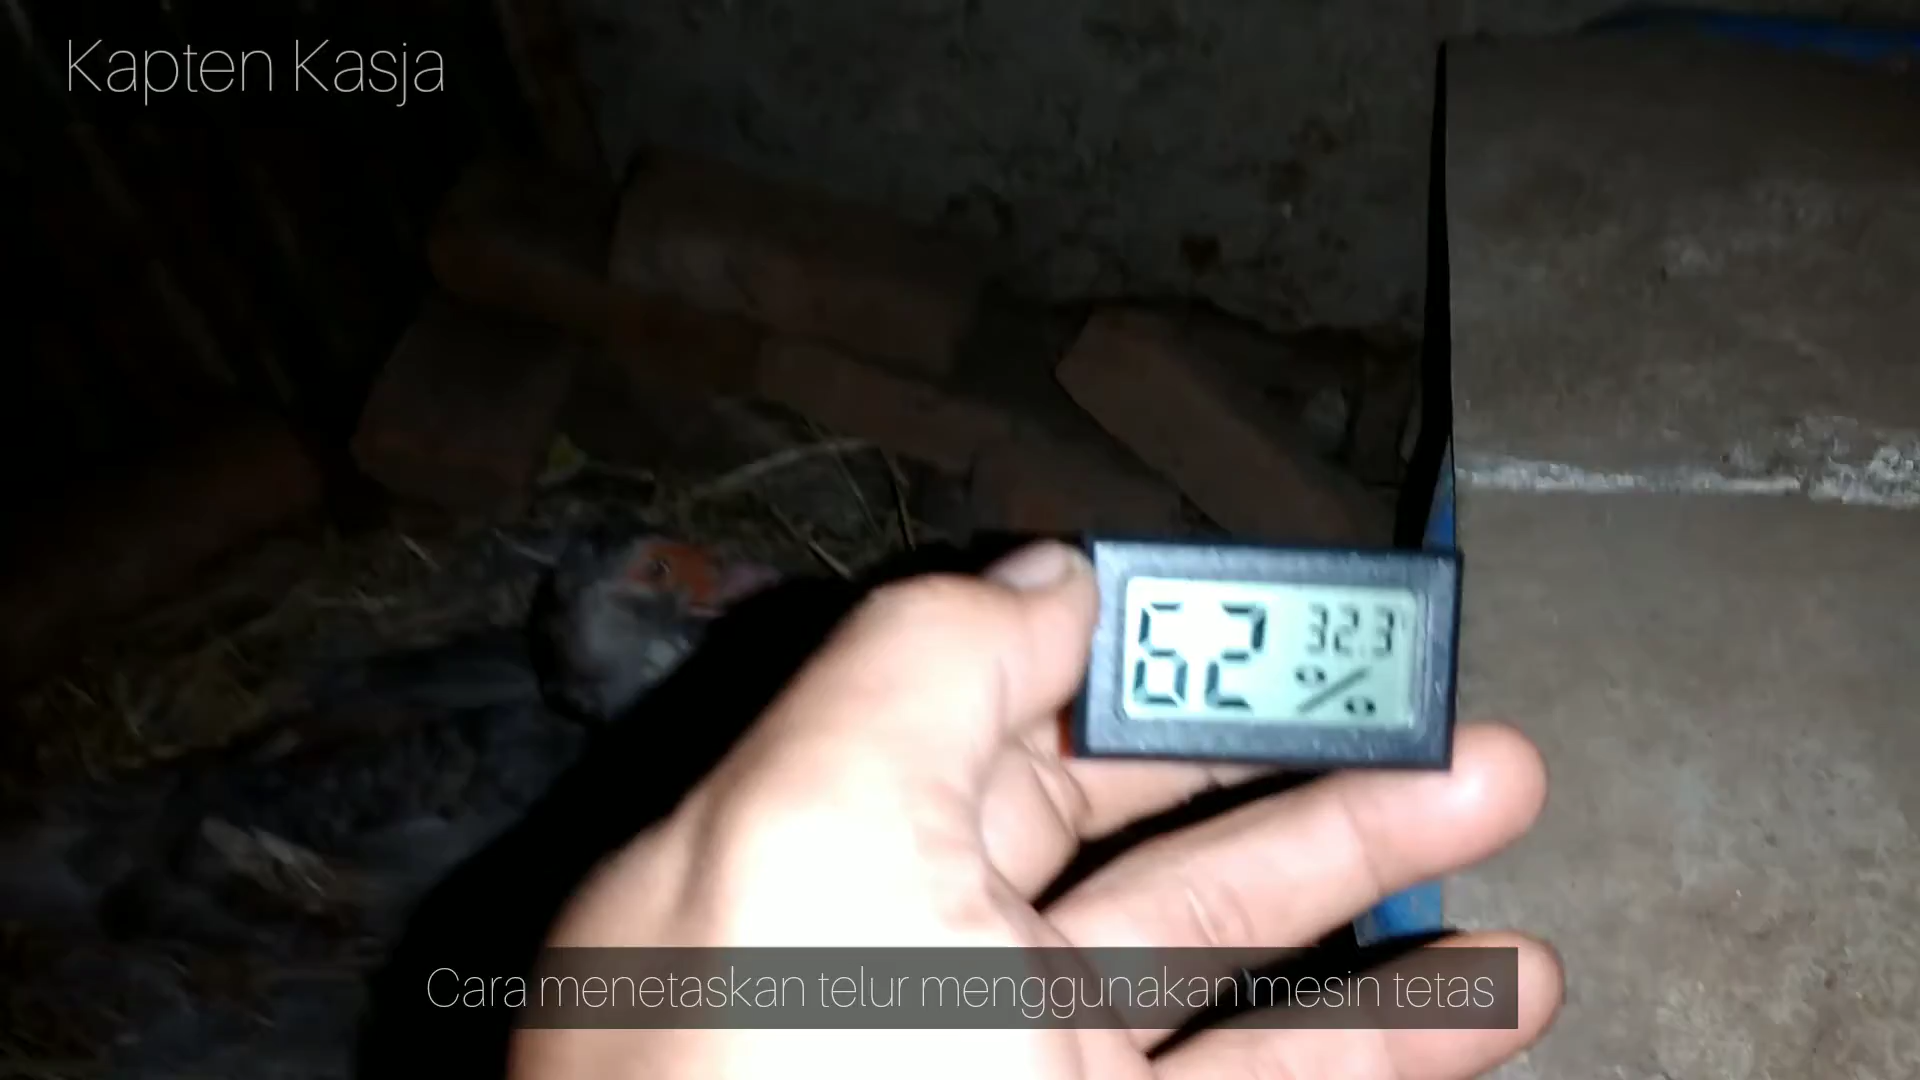 Kapten Kasja
62 32.3°
%
Cara menetaskan telur menggunakan mesin tetas